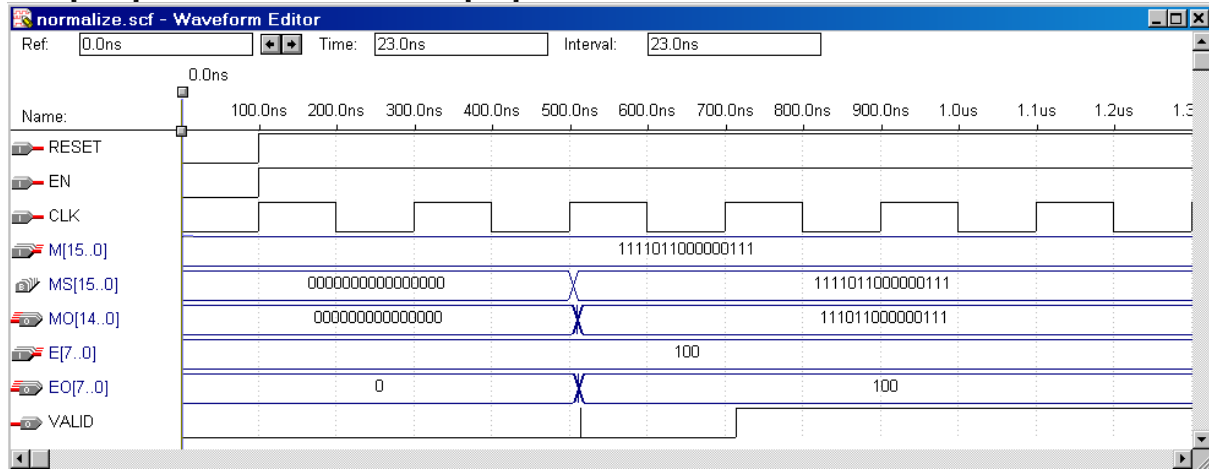 normalize.scf - Waveform Editor
Ref: 0.0ns Time: 23.0ns Interval: 23.0ns
0.0ns
Name: 100.0ns 200.0ns 300.0ns 400.0ns 500.0ns 600.0ns 700.0ns 800.0ns 900.0ns 1.0us 1.1us 1.2us
RESET
EN
CLK
M[15..0] 1111011000000111
MS[15..0] 0000000000000000 1111011000000111
MO[14..0] 000000000000000 111011000000111
E[7..0] 100
EO[7..0] 0 100
VALID